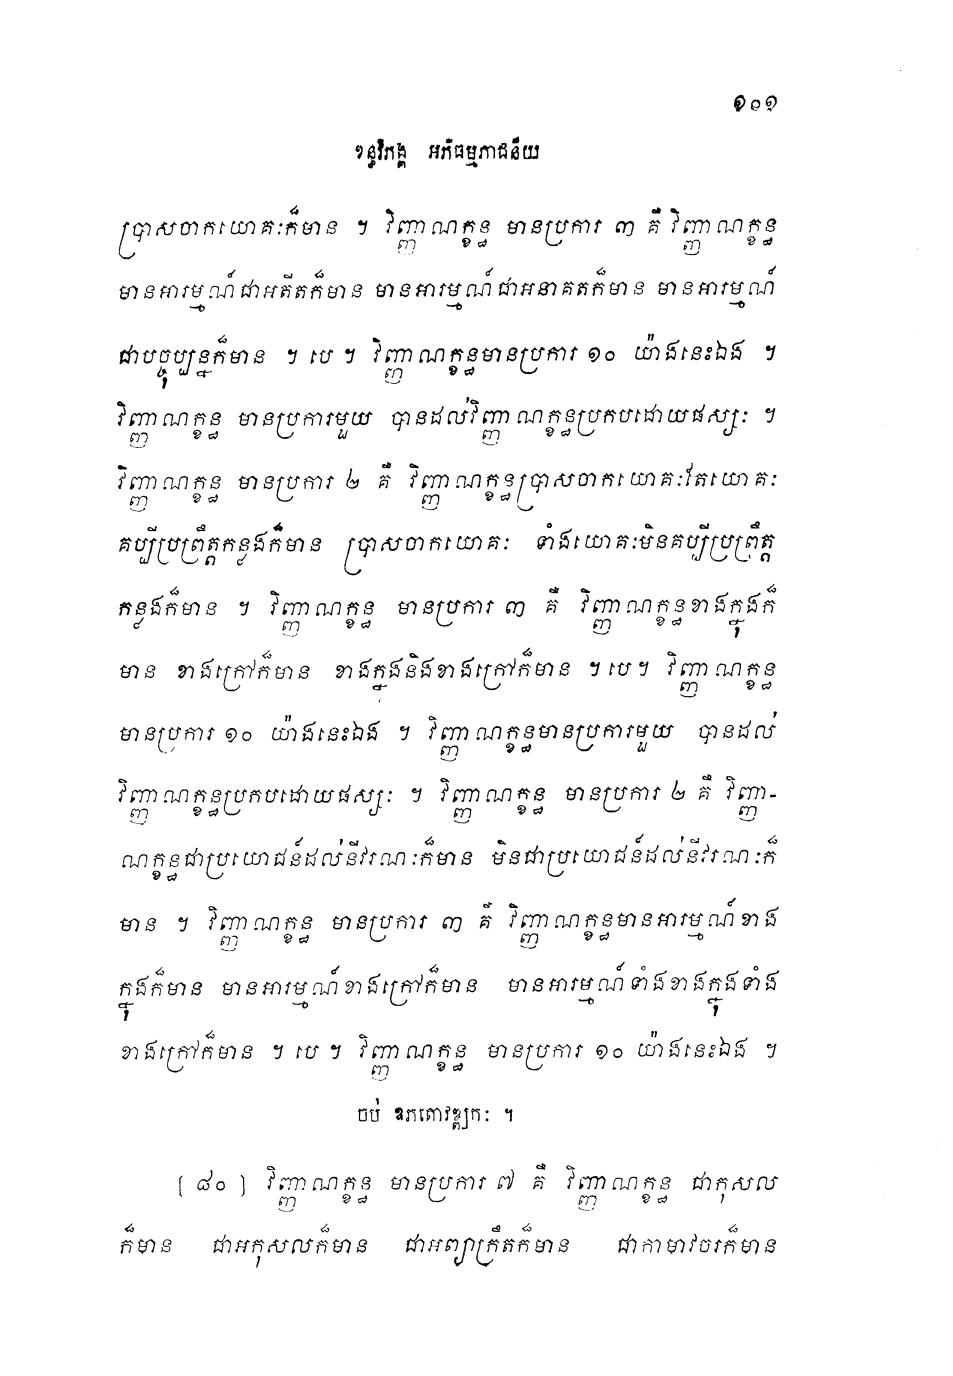 ១០១
ខន្ធវិភង្គ អភិធម្មភាជនីយ
ប្រាសចាកយោគៈក៏មាន ។ វិញ្ញាណក្ខន្ធ មានប្រការ ៣ គឺ វិញ្ញាណក្ខន្ធ
មានអារម្មណ៍ជាអតីតក៏មាន មានអារម្មណ៍ជាអនាគតក៏មាន មានអារម្មណ៍
ជាបច្ចុប្បន្នក៏មាន ។ បេ ។ វិញ្ញាណក្ខន្ធមានប្រការ ១០ យ៉ាងនេះឯង ។
វិញ្ញាណក្ខន្ធ មានប្រការមួយ បានដល់វិញ្ញាណក្ខន្ធប្រកបដោយផស្សៈ ។
វិញ្ញាណក្ខន្ធ មានប្រការ ២ គឺ វិញ្ញាណក្ខន្ធប្រាសចាកយោគៈតែយោគៈ
គប្បីប្រព្រឹត្តកន្លងក៏មាន ប្រាសចាកយោគៈ ទាំងយោគៈមិនគប្បីប្រព្រឹត្ត
កន្លងក៏មាន ។ វិញ្ញាណក្ខន្ធ មានប្រការ ៣ គឺ វិញ្ញាណក្ខន្ធខាងក្នុងក៏
មាន ខាងក្រៅក៏មាន ខាងក្នុងនិងខាងក្រៅក៏មាន ។ បេ ។ វិញ្ញាណក្ខន្ធ
មានប្រការ ១០ យ៉ាងនេះឯង ។ វិញ្ញាណក្ខន្ធមានប្រការមួយ បានដល់
វិញ្ញាណក្ខន្ធប្រកបដោយផស្សៈ ។ វិញ្ញាណក្ខន្ធ មានប្រការ ២ គឺ វិញ្ញា-
ណក្ខន្ធជាប្រយោជន៍ដល់នីវរណៈក៏មាន មិនជាប្រយោជន៍ដល់នីវរណៈក៏
មាន ។ វិញ្ញាណក្ខន្ធ មានប្រការ ៣ គឺ វិញ្ញាណក្ខន្ធមានអារម្មណ៍ខាង
ក្នុងក៏មាន មានអារម្មណ៍ខាងក្រៅក៏មាន មានអារម្មណ៍ទាំងខាងក្នុងទាំង
ខាងក្រៅក៏មាន ។ បេ ។ វិញ្ញាណក្ខន្ធ មានប្រការ ១០ យ៉ាងនេះឯង ។
ចប់ ឧភតោវឌ្ឍកៈ ។
[ ៨០ ] វិញ្ញាណក្ខន្ធ មានប្រការ ៧ គឺ វិញ្ញាណក្ខន្ធ ជាកុសល
ក៏មាន ជាអកុសលក៏មាន ជាអព្យាក្រឹតក៏មាន ជាកាមាវចរក៏មាន